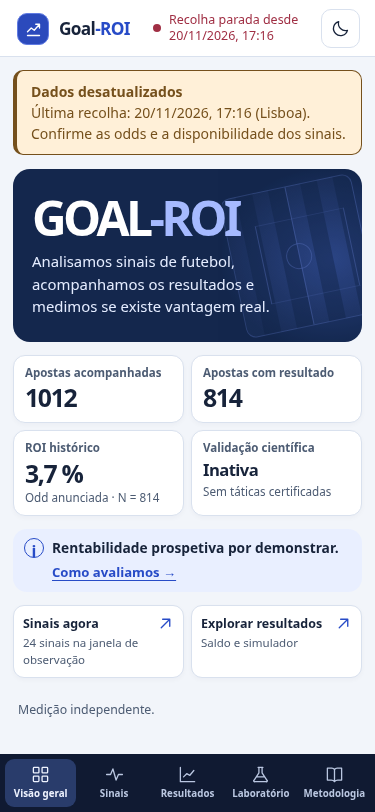 Goal-ROI
Recolha parada desde
20/11/2026, 17:16
Dados desatualizados
Última recolha: 20/11/2026, 17:16 (Lisboa).
Confirme as odds e a disponibilidade dos sinais.
GOAL-ROI
Analisamos sinais de futebol,
acompanhamos os resultados e
medimos se existe vantagem real.
Apostas acompanhadas
1012
Apostas com resultado
814
ROI histórico
3,7 %
Odd anunciada · N = 814
Validação científica
Inativa
Sem táticas certificadas
Rentabilidade prospetiva por demonstrar.
Como avaliamos →
Sinais agora
24 sinais na janela de
observação
Explorar resultados
Saldo e simulador
Medição independente.
Visão geral
Sinais
Resultados
Laboratório
Metodologia